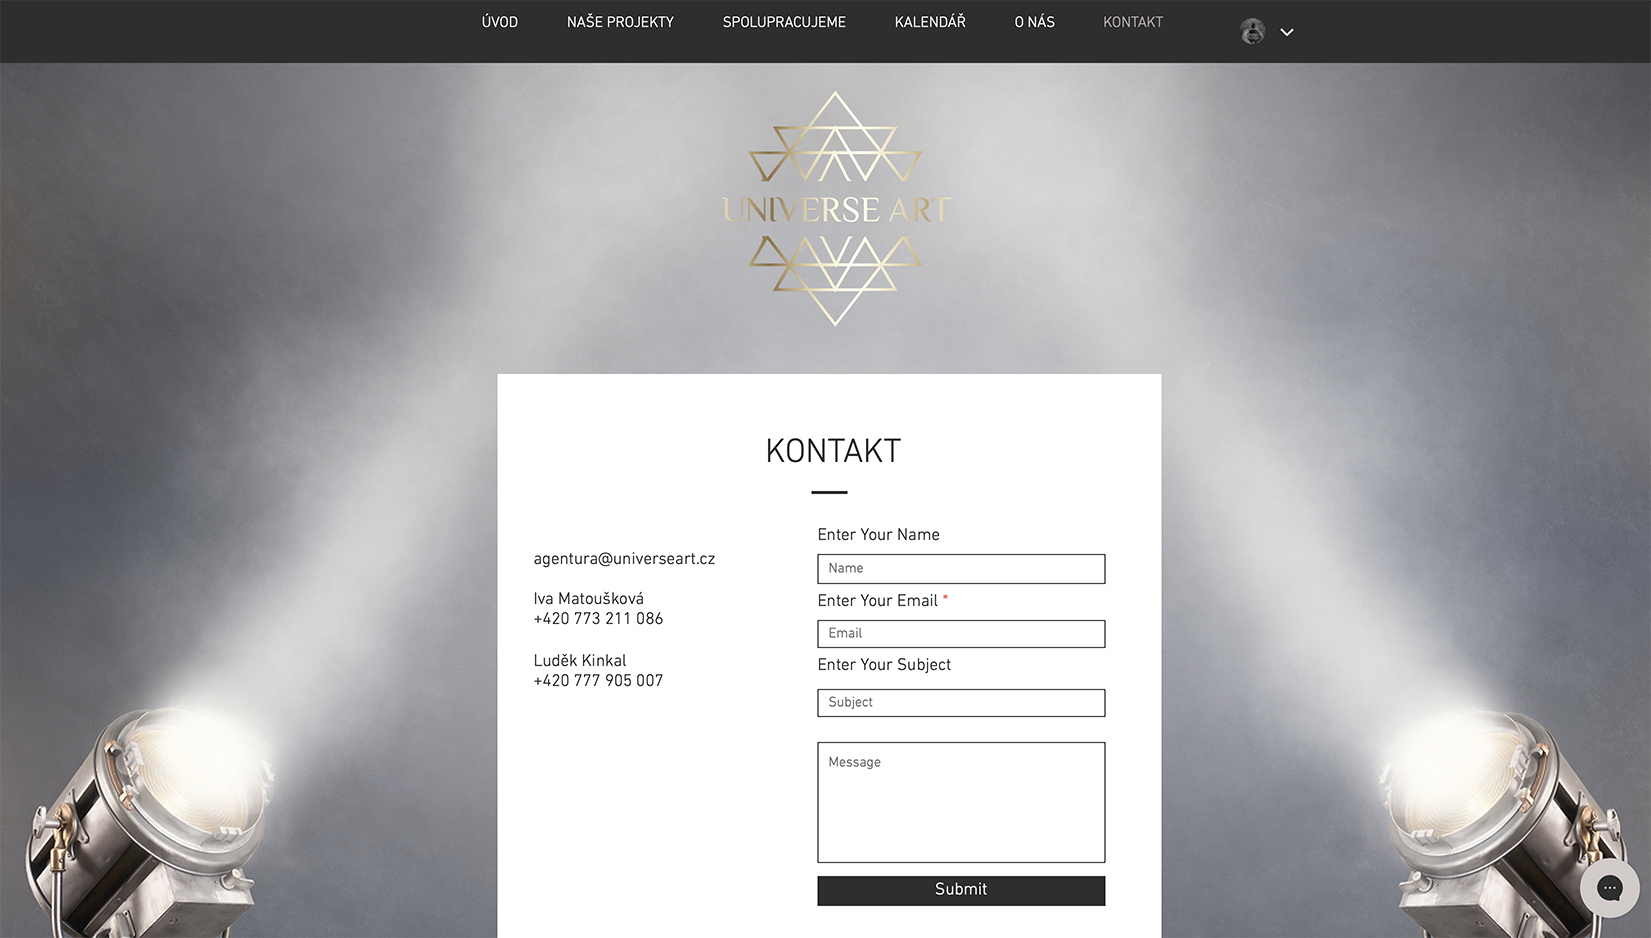 ÚVOD
NAŠE PROJEKTY
SPOLUPRACUJEME
KALENDÁŘ
O NÁS
KONTAKT
UNIVERSE ART
KONTAKT
agentura@universeart.cz
Iva Matoušková
+420 773 211 086
Luděk Kinkal
+420 777 905 007
Enter Your Name
Name
Enter Your Email *
Email
Enter Your Subject
Subject
Message
Submit